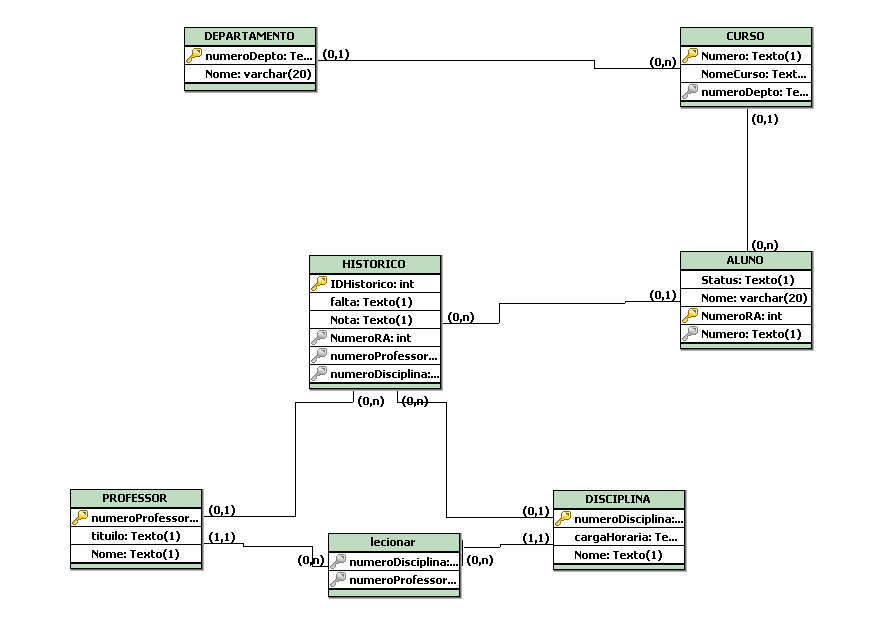 DEPARTAMENTO
numeroDepto: Te...
Nome: varchar(20)
(0,1)
(0,n)
CURSO
Numero: Texto(1)
NomeCurso: Text...
numeroDepto: Te...
(0,1)
(0,n)
ALUNO
Status: Texto(1)
Nome: varchar(20)
NumeroRA: int
Numero: Texto(1)
(0,1)
(0,n)
HISTORICO
IDHistorico: int
falta: Texto(1)
Nota: Texto(1)
NumeroRA: int
numeroProfessor...
numeroDisciplina:...
(0,n)
(0,n)
PROFESSOR
numeroProfessor...
tituilo: Texto(1)
Nome: Texto(1)
(0,1)
(1,1)
(0,n)
lecionar
numeroDisciplina:...
numeroProfessor...
(0,n)
(0,1)
(1,1)
DISCIPLINA
numeroDisciplina:...
cargaHoraria: Te...
Nome: Texto(1)